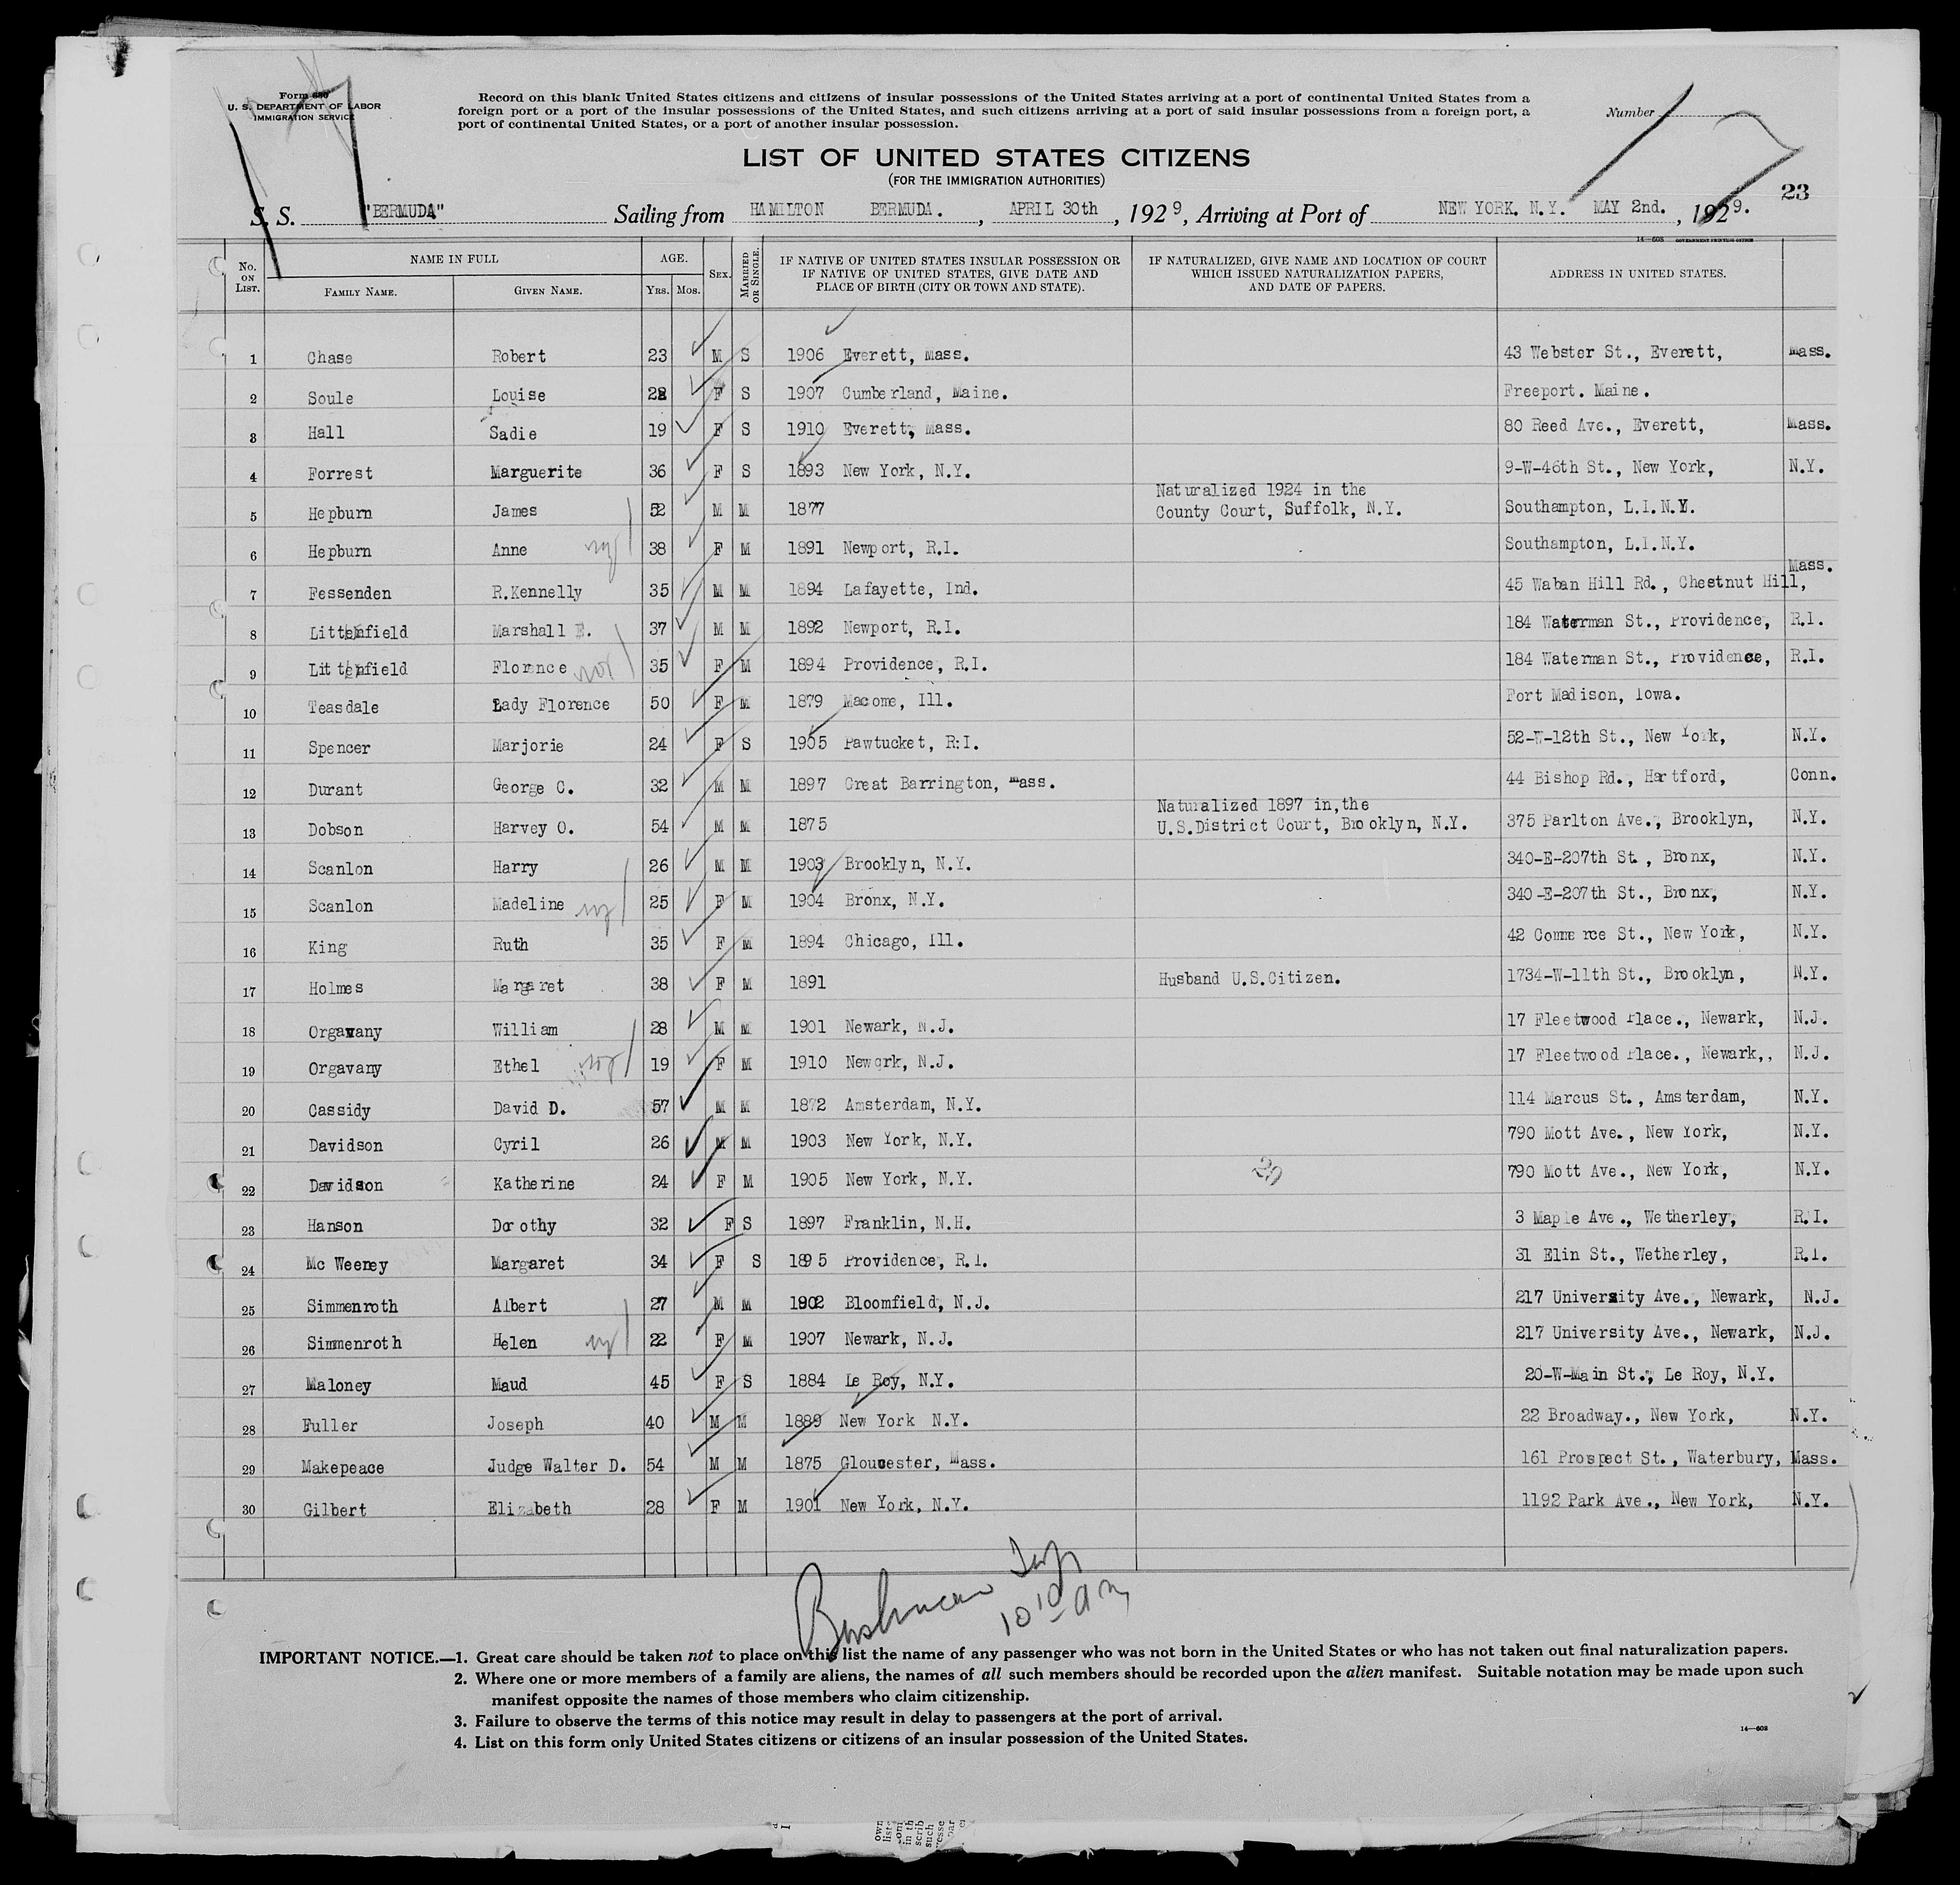 Form 630
U. S. DEPARTMENT OF LABOR
IMMIGRATION SERVICE
Record on this blank United States citizens and citizens of insular possessions of the United States arriving at a port of continental United States from a
foreign port or a port of the insular possessions of the United States, and such citizens arriving at a port of said insular possessions from a foreign port, a
port of continental United States, or a port of another insular possession.
Number
LIST OF UNITED STATES CITIZENS
(FOR THE IMMIGRATION AUTHORITIES)
23
S. S. "BERMUDA" Sailing from HAMILTON BERMUDA. , APRIL 30th , 1929, Arriving at Port of NEW YORK. N.Y. MAY 2nd. , 1929.
14—608 GOVERNMENT PRINTING OFFICE
No. ON LIST. NAME IN FULL FAMILY NAME. GIVEN NAME. AGE. YRS. MOS. SEX. MARRIED OR SINGLE. IF NATIVE OF UNITED STATES INSULAR POSSESSION OR IF NATIVE OF UNITED STATES, GIVE DATE AND PLACE OF BIRTH (CITY OR TOWN AND STATE). IF NATURALIZED, GIVE NAME AND LOCATION OF COURT WHICH ISSUED NATURALIZATION PAPERS, AND DATE OF PAPERS. ADDRESS IN UNITED STATES.
1 Chase Robert 23 M S 1906 Everett, Mass. 43 Webster St., Everett, Mass.
2 Soule Louise 22 F S 1907 Cumberland, Maine. Freeport. Maine.
3 Hall Sadie 19 F S 1910 Everett, Mass. 80 Reed Ave., Everett, Mass.
4 Forrest Marguerite 36 F S 1893 New York, N.Y. 9-W-46th St., New York, N.Y.
5 Hepburn James 52 M M 1877 Naturalized 1924 in the County Court, Suffolk, N.Y. Southampton, L.I.N.Y.
6 Hepburn Anne 38 F M 1891 Newport, R.I. Southampton, L.I.N.Y.
7 Fessenden R.Kennelly 35 M M 1894 Lafayette, Ind. 45 Waban Hill Rd., Chestnut Hill, Mass.
8 Littlefield Marshall E. 37 M M 1892 Newport, R.I. 184 Waterman St., Providence, R.I.
9 Littlefield Florence 35 F M 1894 Providence, R.I. 184 Waterman St., Providence, R.I.
10 Teasdale Lady Florence 50 F M 1879 Macome, Ill. Fort Madison, Iowa.
11 Spencer Marjorie 24 F S 1905 Pawtucket, R.I. 52-W-12th St., New York, N.Y.
12 Durant George C. 32 M M 1897 Great Barrington, Mass. 44 Bishop Rd., Hartford, Conn.
13 Dobson Harvey O. 54 M M 1875 Naturalized 1897 in,the U.S.District Court, Brooklyn, N.Y. 375 Parlton Ave., Brooklyn, N.Y.
14 Scanlon Harry 26 M M 1903 Brooklyn, N.Y. 340-E-207th St., Bronx, N.Y.
15 Scanlon Madeline 25 F M 1904 Bronx, N.Y. 340-E-207th St., Bronx, N.Y.
16 King Ruth 35 F M 1894 Chicago, Ill. 42 Commerce St., New York, N.Y.
17 Holmes Margaret 38 F M 1891 Husband U.S.Citizen. 1734-W-11th St., Brooklyn, N.Y.
18 Orgavany William 28 M M 1901 Newark, N.J. 17 Fleetwood Place., Newark, N.J.
19 Orgavany Ethel 19 F M 1910 Newark, N.J. 17 Fleetwood Place., Newark,, N.J.
20 Cassidy David D. 57 M M 1872 Amsterdam, N.Y. 114 Marcus St., Amsterdam, N.Y.
21 Davidson Cyril 26 M M 1903 New York, N.Y. 790 Mott Ave., New York, N.Y.
22 Davidson Katherine 24 F M 1905 New York, N.Y. 29 790 Mott Ave., New York, N.Y.
23 Hanson Dorothy 32 F S 1897 Franklin, N.H. 3 Maple Ave., Wetherley, R.I.
24 Mc Weeney Margaret 34 F S 1895 Providence, R.I. 31 Elin St., Wetherley, R.I.
25 Simmenroth Albert 27 M M 1902 Bloomfield, N.J. 217 University Ave., Newark, N.J.
26 Simmenroth Helen 22 F M 1907 Newark, N.J. 217 University Ave., Newark, N.J.
27 Maloney Maud 45 F S 1884 Le Roy, N.Y. 20-W-Main St., Le Roy, N.Y.
28 Fuller Joseph 40 M M 1889 New York N.Y. 22 Broadway., New York, N.Y.
29 Makepeace Judge Walter D. 54 M M 1875 Gloucester, Mass. 161 Prospect St., Waterbury, Mass.
30 Gilbert Elizabeth 28 F M 1901 New York, N.Y. 1192 Park Ave., New York, N.Y.
10 10 am
IMPORTANT NOTICE.—1. Great care should be taken not to place on this list the name of any passenger who was not born in the United States or who has not taken out final naturalization papers.
2. Where one or more members of a family are aliens, the names of all such members should be recorded upon the alien manifest. Suitable notation may be made upon such
manifest opposite the names of those members who claim citizenship.
3. Failure to observe the terms of this notice may result in delay to passengers at the port of arrival.
4. List on this form only United States citizens or citizens of an insular possession of the United States.
14—608